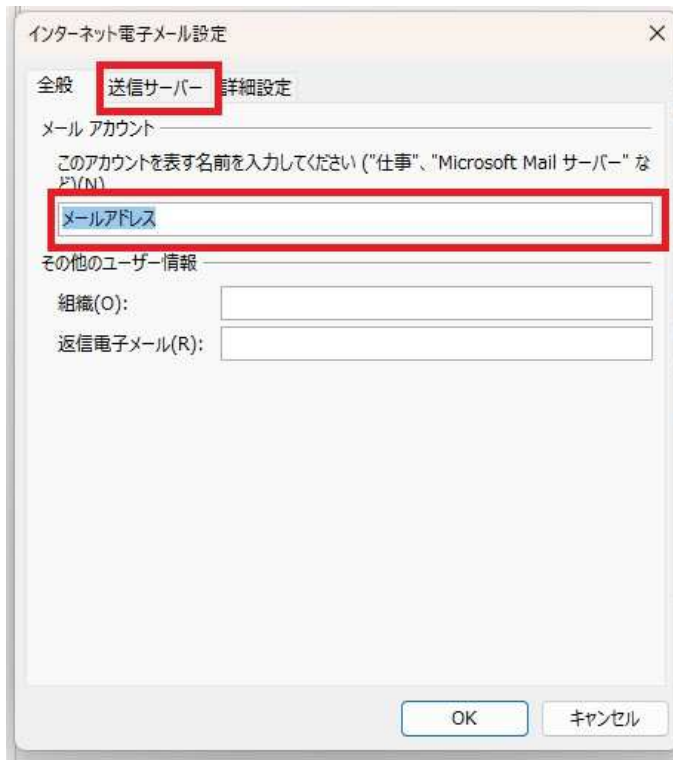 インターネット電子メール設定
全般 送信サーバー 詳細設定
メール アカウント
このアカウントを表す名前を入力してください ("仕事"、"Microsoft Mail サーバー" な
ど)(N)
メールアドレス
その他のユーザー情報
組織(O):
返信電子メール(R):
OK キャンセル